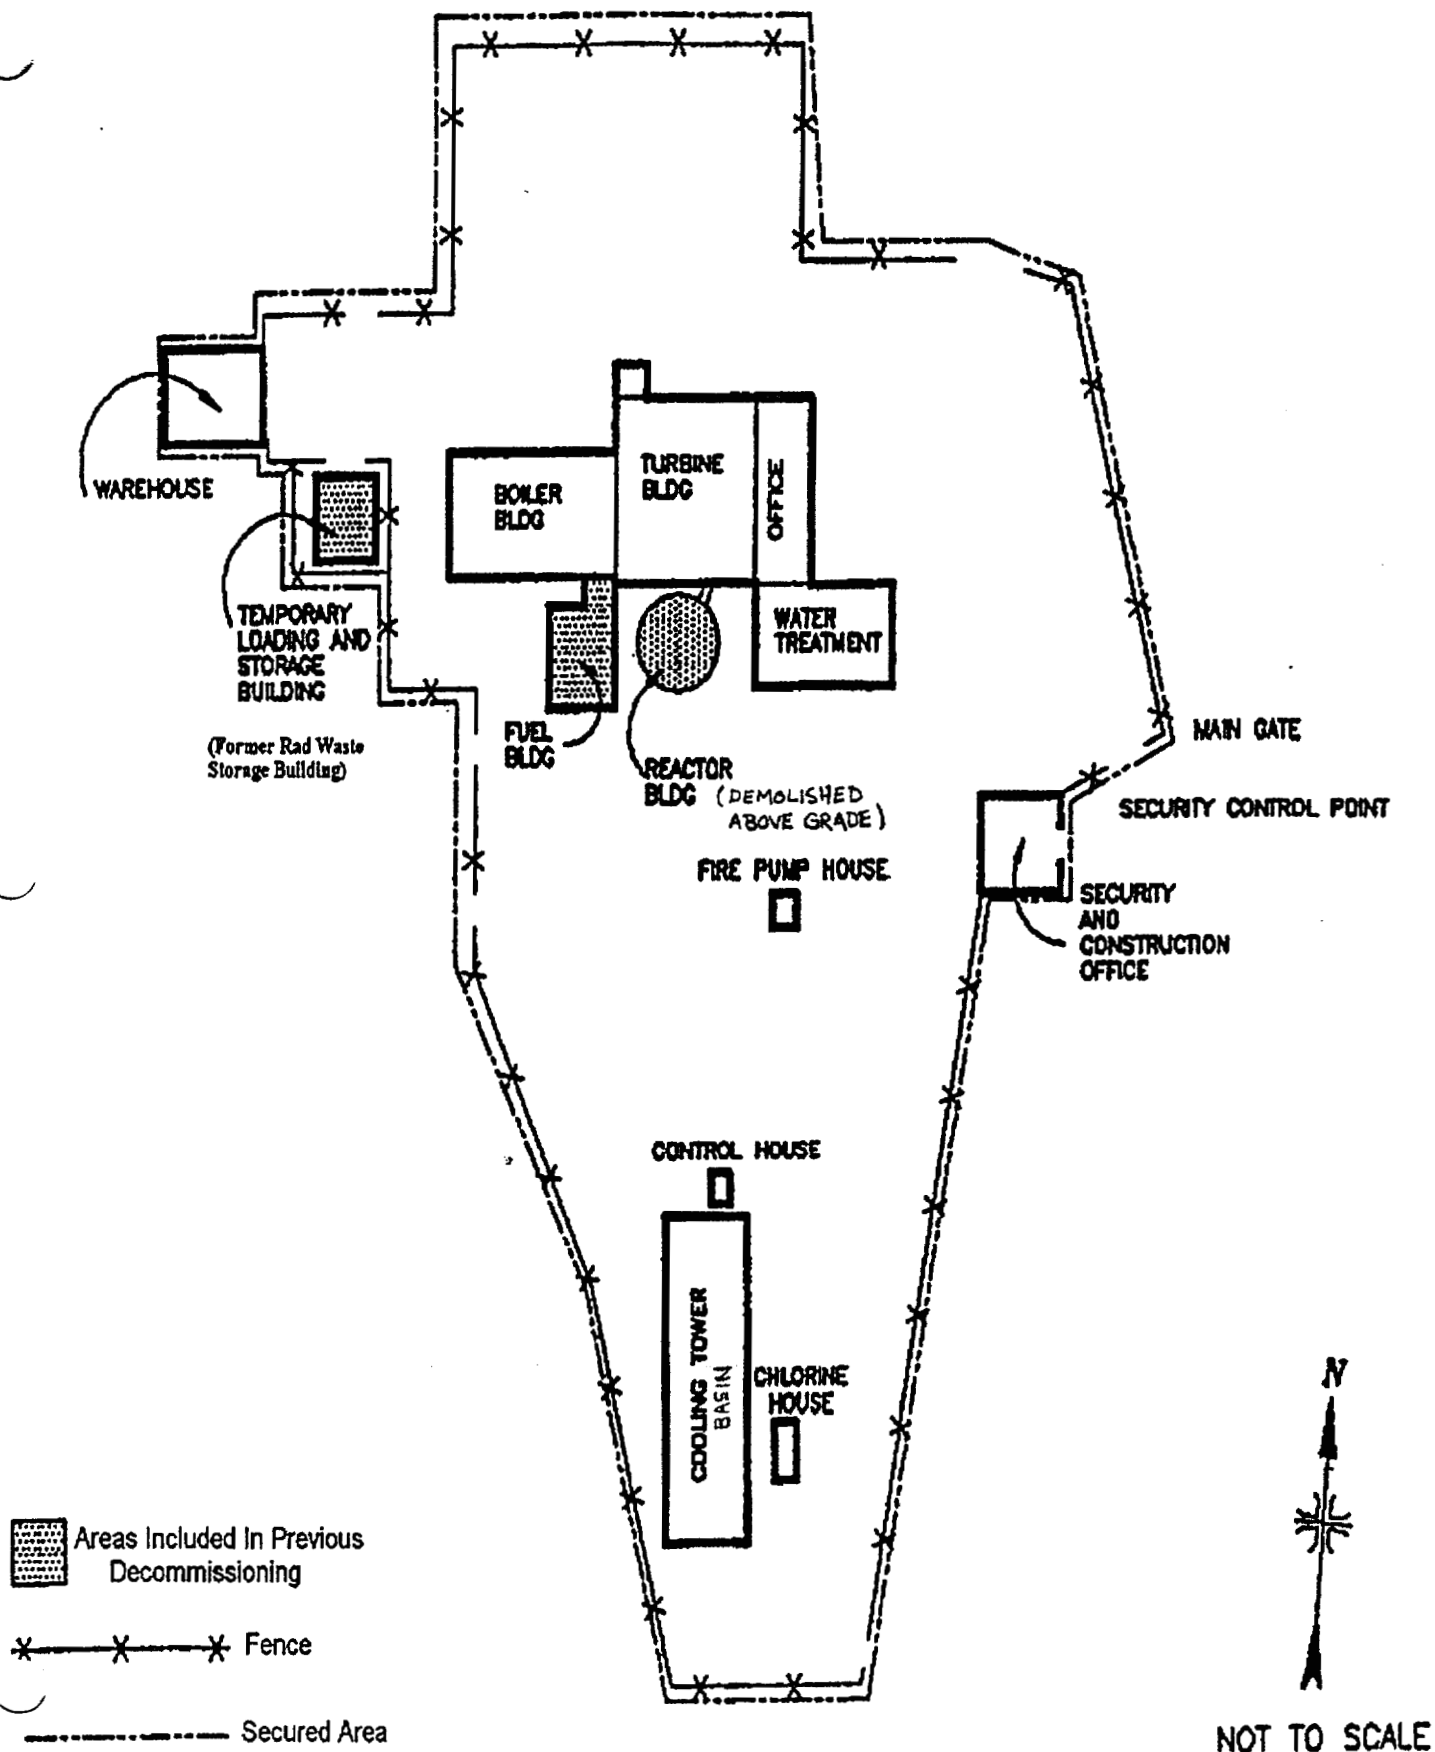 TURBINE
BLDG
OFFICE
BOILER
BLDG
WAREHOUSE
TEMPORARY
LOADING AND
STORAGE
BUILDING
(Former Rad Waste
Storage Building)
WATER
TREATMENT
FUEL
BLDG
REACTOR
BLDG (DEMOLISHED
ABOVE GRADE)
MAIN GATE
SECURITY CONTROL POINT
FIRE PUMP HOUSE
SECURITY
AND
CONSTRUCTION
OFFICE
CONTROL HOUSE
COOLING TOWER
BASIN
CHLORINE
HOUSE
N
Areas Included In Previous
Decommissioning
Fence
Secured Area
NOT TO SCALE